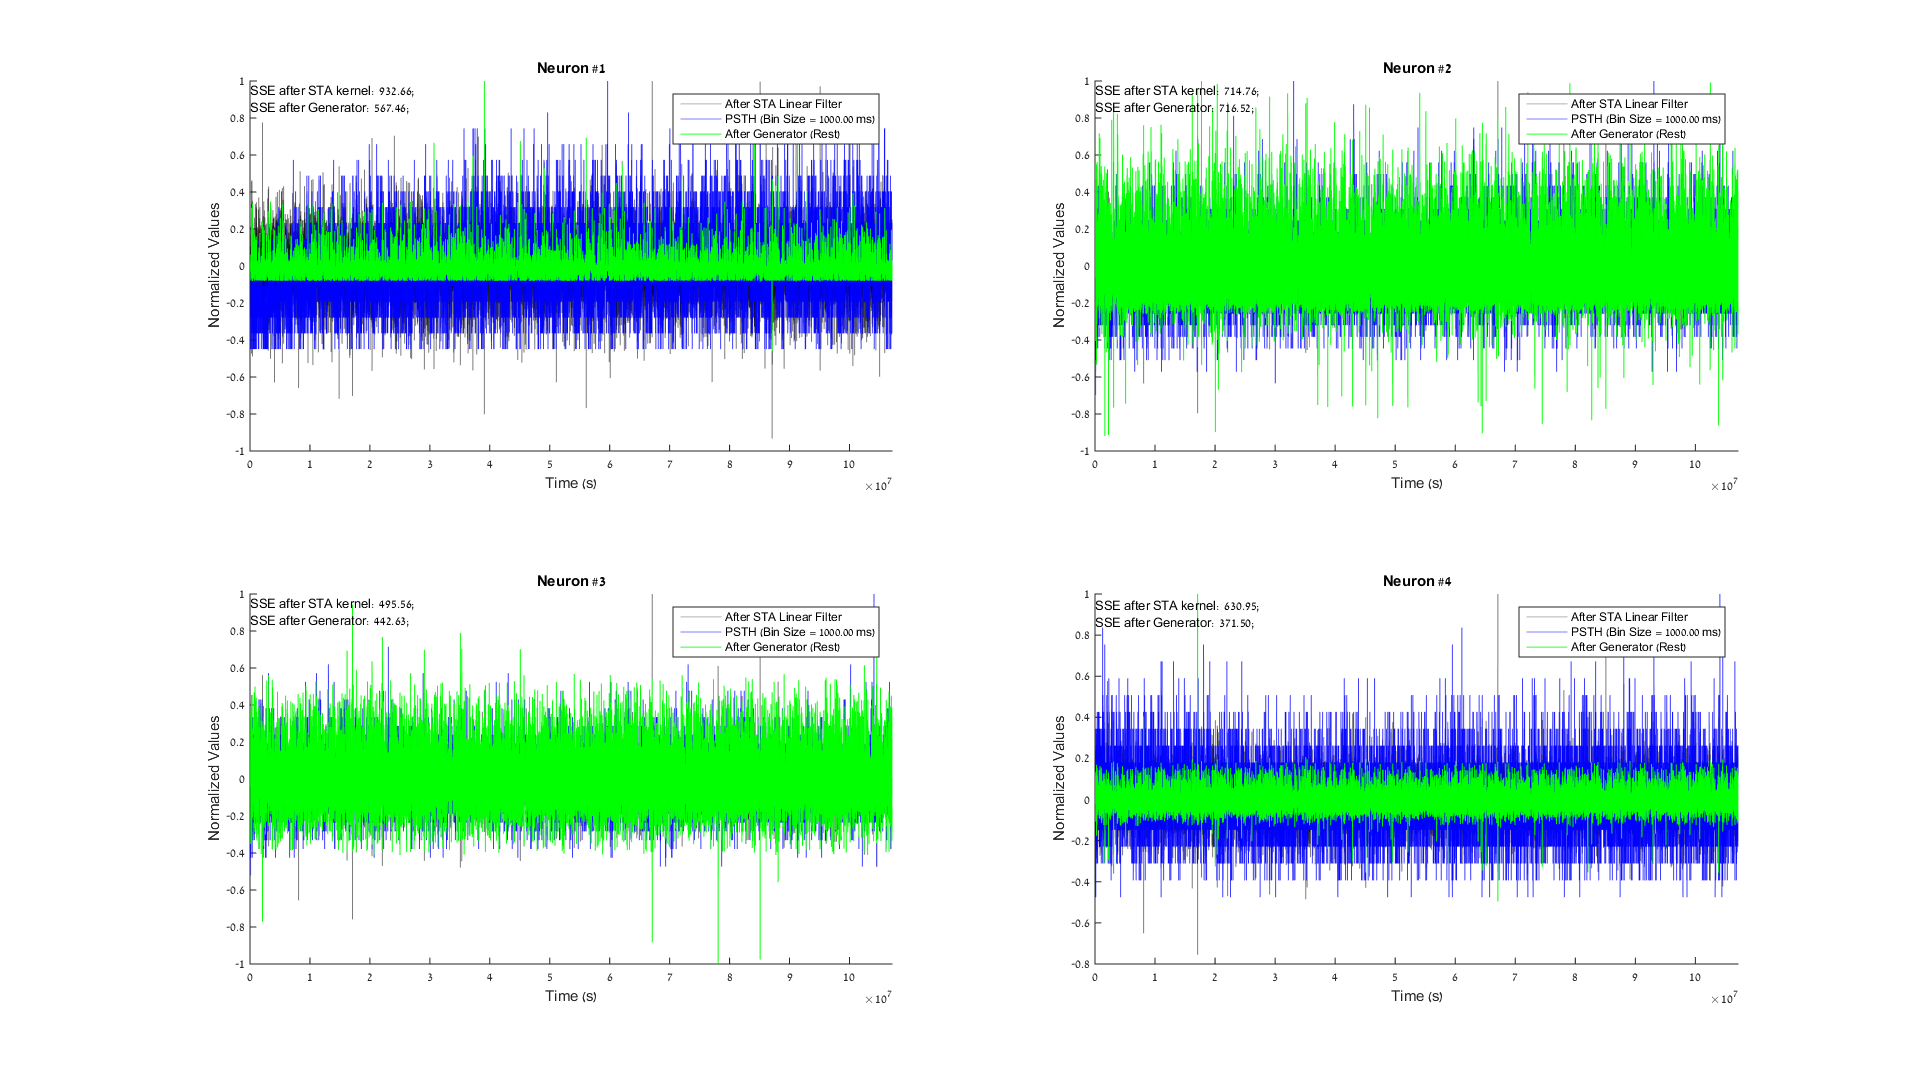 Neuron #1
SSE after STA kernel: 932.66;
SSE after Generator: 567.46;
After STA Linear Filter
PSTH (Bin Size = 1000.00 ms)
After Generator (Rest)
Normalized Values
1
0.8
0.6
0.4
0.2
0
-0.2
-0.4
-0.6
-0.8
-1
0 1 2 3 4 5 6 7 8 9 10
×10^7
Time (s)
Neuron #2
SSE after STA kernel: 714.76;
SSE after Generator: 716.52;
After STA Linear Filter
PSTH (Bin Size = 1000.00 ms)
After Generator (Rest)
Normalized Values
1
0.8
0.6
0.4
0.2
0
-0.2
-0.4
-0.6
-0.8
-1
0 1 2 3 4 5 6 7 8 9 10
×10^7
Time (s)
Neuron #3
SSE after STA kernel: 495.56;
SSE after Generator: 442.63;
After STA Linear Filter
PSTH (Bin Size = 1000.00 ms)
After Generator (Rest)
Normalized Values
1
0.8
0.6
0.4
0.2
0
-0.2
-0.4
-0.6
-0.8
-1
0 1 2 3 4 5 6 7 8 9 10
×10^7
Time (s)
Neuron #4
SSE after STA kernel: 630.95;
SSE after Generator: 371.50;
After STA Linear Filter
PSTH (Bin Size = 1000.00 ms)
After Generator (Rest)
Normalized Values
1
0.8
0.6
0.4
0.2
0
-0.2
-0.4
-0.6
-0.8
0 1 2 3 4 5 6 7 8 9 10
×10^7
Time (s)